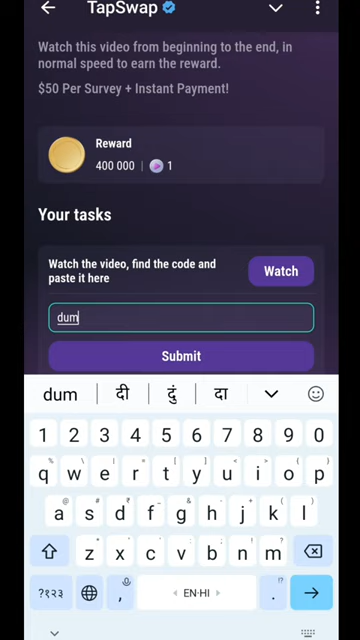 TapSwap
Watch this video from beginning to the end, in
normal speed to earn the reward.
$50 Per Survey + Instant Payment!
Reward
400 000 | 1
Your tasks
Watch the video, find the code and
paste it here
Watch
dum
Submit
dum दी दुं दा
1 2 3 4 5 6 7 8 9 0
% \ | = [ ] < > { }
q w e r t y u i o p
@ # ₹ _ & - + ( )
a s d f g h j k l
* " ' : ; ! ?
z x c v b n m
?१२३ , EN·HI . !?